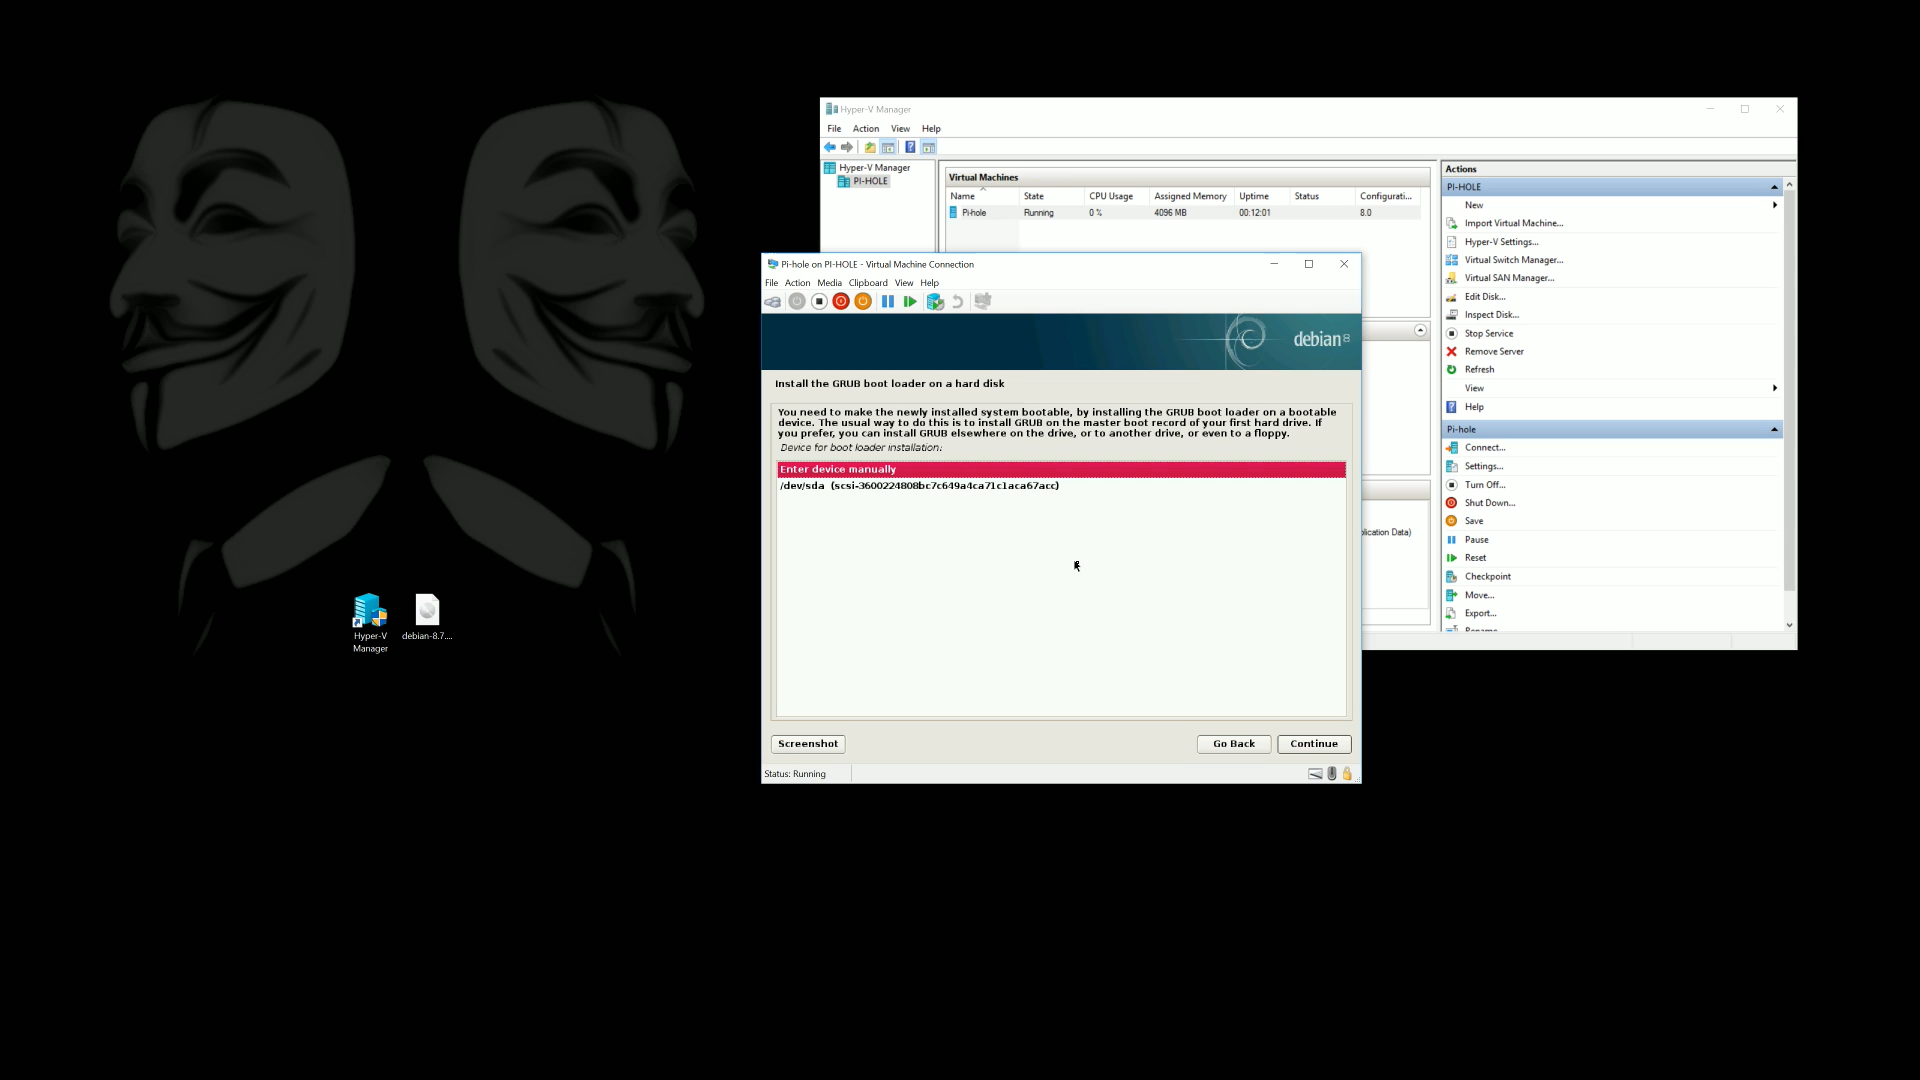 Hyper-V Manager
File Action View Help
Hyper-V Manager
PI-HOLE
Virtual Machines
Name State CPU Usage Assigned Memory Uptime Status Configurati...
Pi-hole Running 0 % 4096 MB 00:12:01 8.0
Actions
PI-HOLE
New
Import Virtual Machine...
Hyper-V Settings...
Virtual Switch Manager...
Virtual SAN Manager...
Edit Disk...
Inspect Disk...
Stop Service
Remove Server
Refresh
View
Help
Pi-hole
Connect...
Settings...
Turn Off...
Shut Down...
Save
Pause
Reset
Checkpoint
Move...
Export...
Rename
Pi-hole on PI-HOLE - Virtual Machine Connection
File Action Media Clipboard View Help
debian 8
Install the GRUB boot loader on a hard disk
You need to make the newly installed system bootable, by installing the GRUB boot loader on a bootable
device. The usual way to do this is to install GRUB on the master boot record of your first hard drive. If
you prefer, you can install GRUB elsewhere on the drive, or to another drive, or even to a floppy.
Device for boot loader installation:
Enter device manually
/dev/sda (scsi-3600224808bc7c649a4ca71c1aca67acc)
Screenshot Go Back Continue
Status: Running
plication Data)
Hyper-V
Manager
debian-8.7....